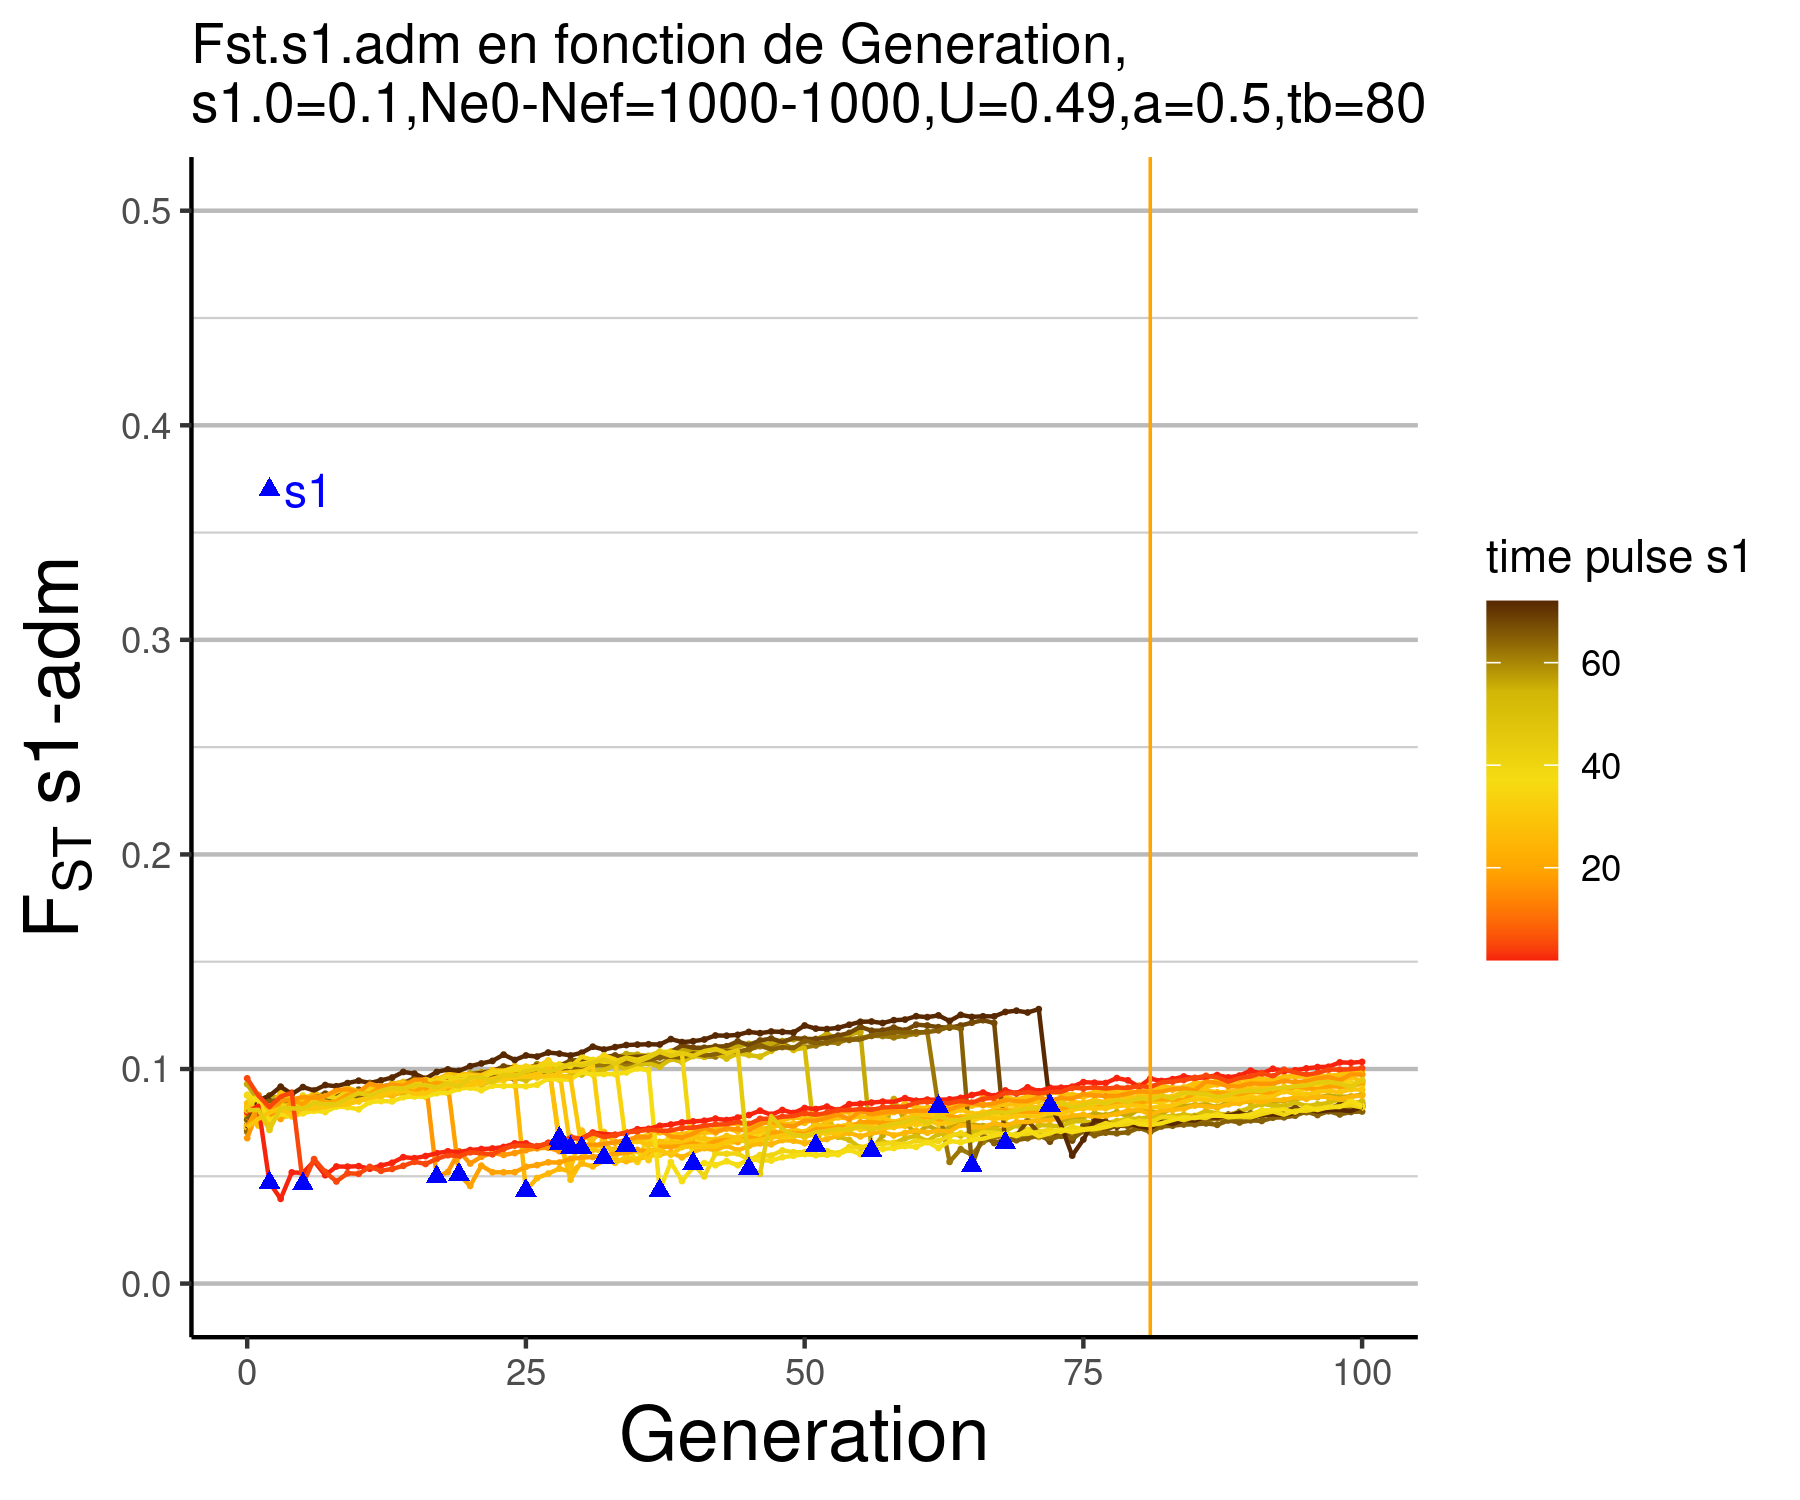 Fst.s1.adm en fonction de Generation,
s1.0=0.1,Ne0-Nef=1000-1000,U=0.49,a=0.5,tb=80
0.5
0.4
s1
0.3
0.2
0.1
0.0
F_ST s1-adm
0 25 50 75 100
Generation
time pulse s1
60
40
20